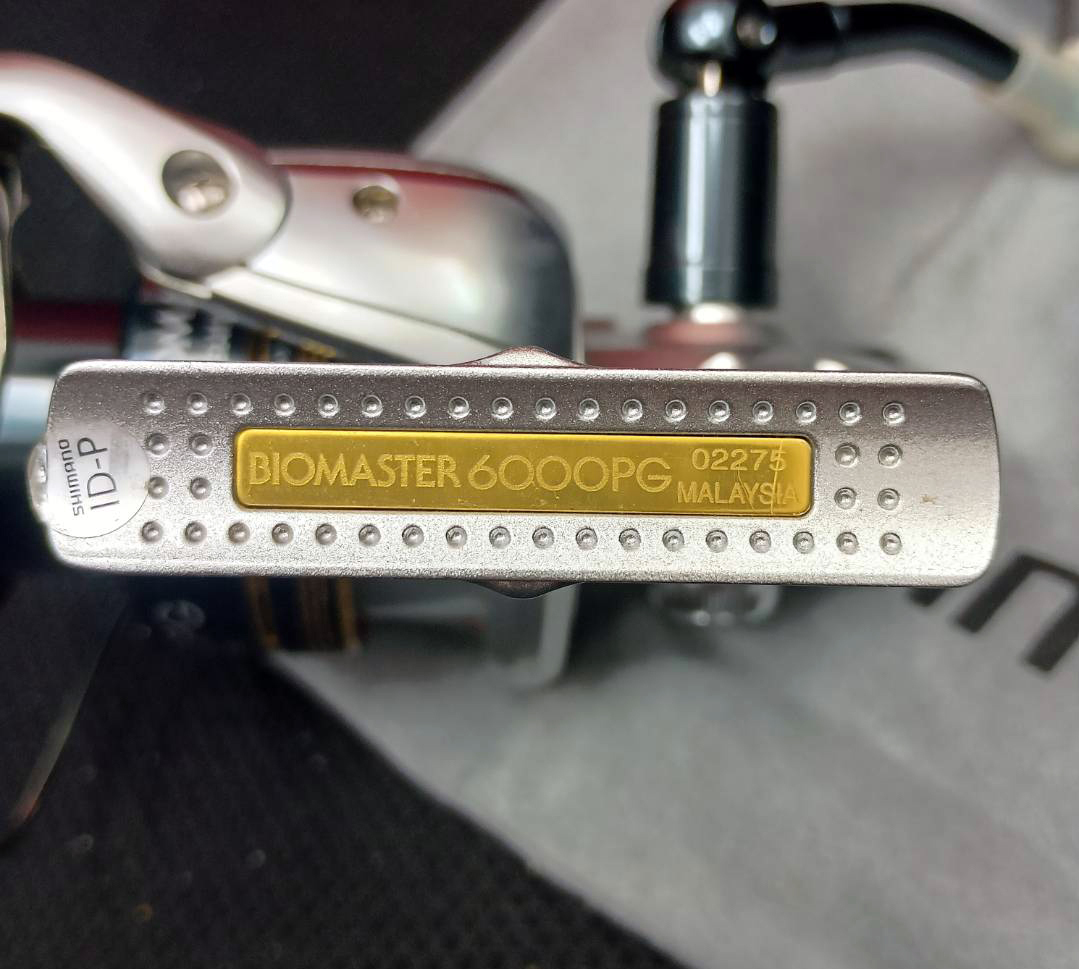 SHIMANO
ID-P
BIOMASTER 6000PG
02275
MALAYSIA